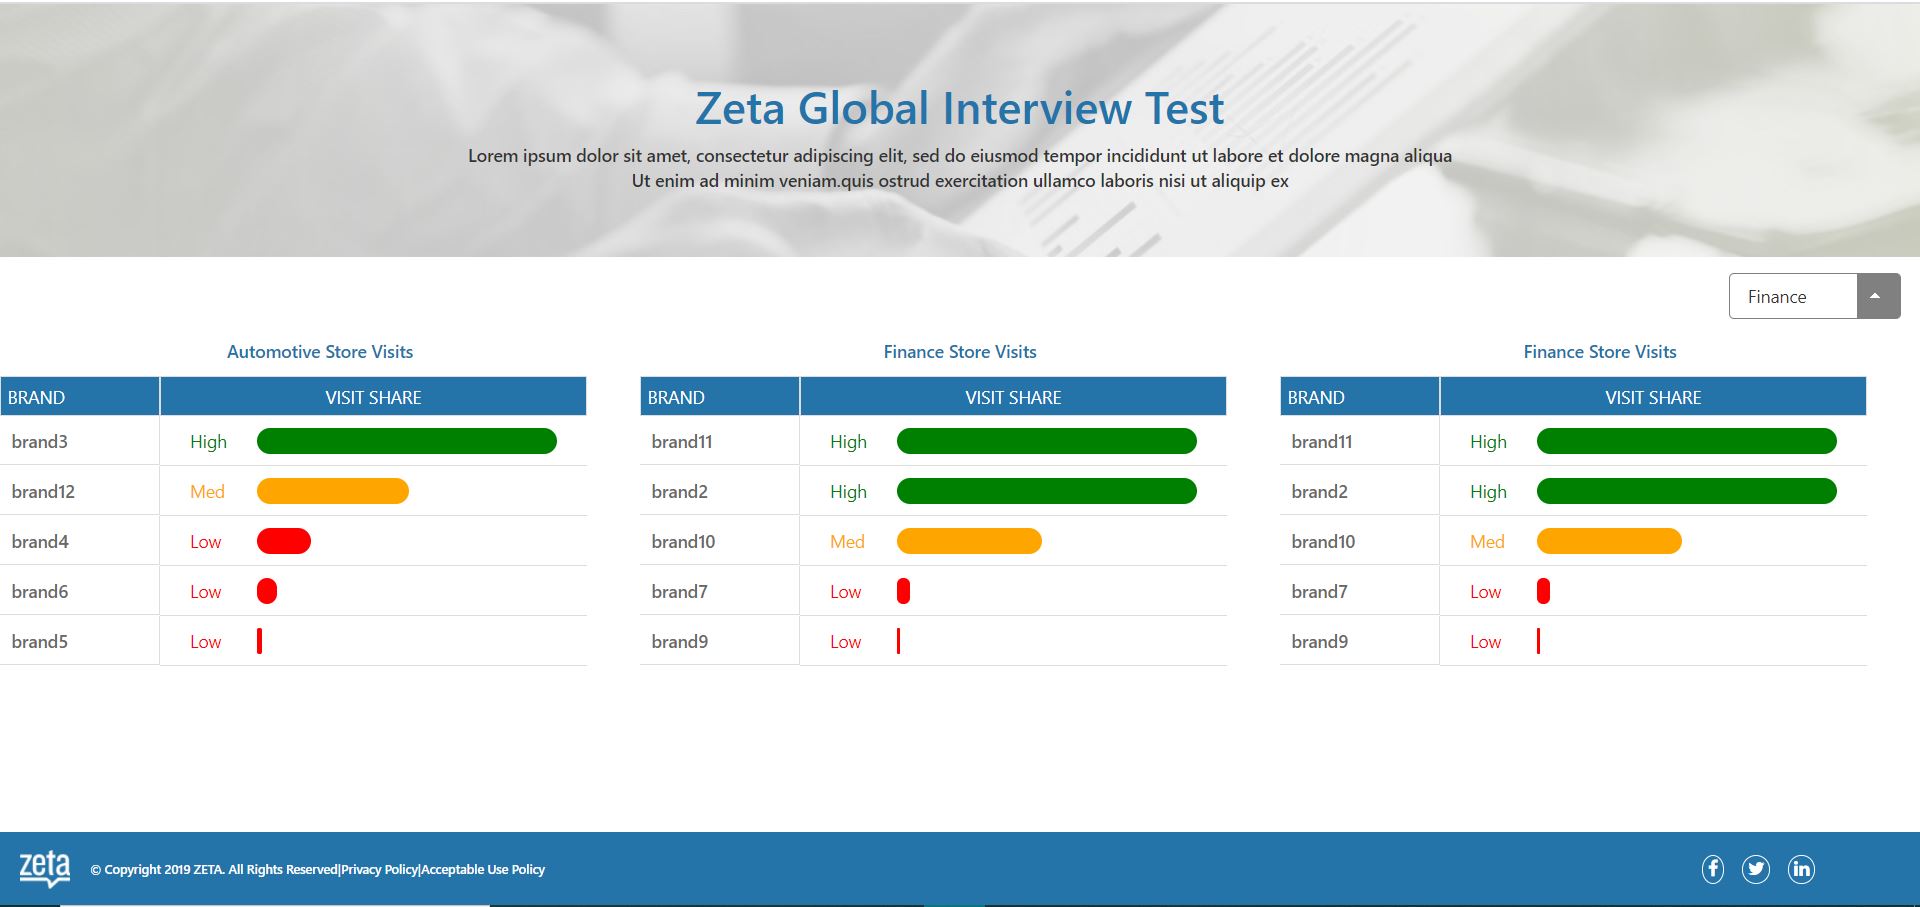 Zeta Global Interview Test
Lorem ipsum dolor sit amet, consectetur adipiscing elit, sed do eiusmod tempor incididunt ut labore et dolore magna aliqua
Ut enim ad minim veniam.quis ostrud exercitation ullamco laboris nisi ut aliquip ex
Finance
Automotive Store Visits
BRAND VISIT SHARE
brand3 High
brand12 Med
brand4 Low
brand6 Low
brand5 Low
Finance Store Visits
BRAND VISIT SHARE
brand11 High
brand2 High
brand10 Med
brand7 Low
brand9 Low
Finance Store Visits
BRAND VISIT SHARE
brand11 High
brand2 High
brand10 Med
brand7 Low
brand9 Low
zeta © Copyright 2019 ZETA. All Rights Reserved|Privacy Policy|Acceptable Use Policy